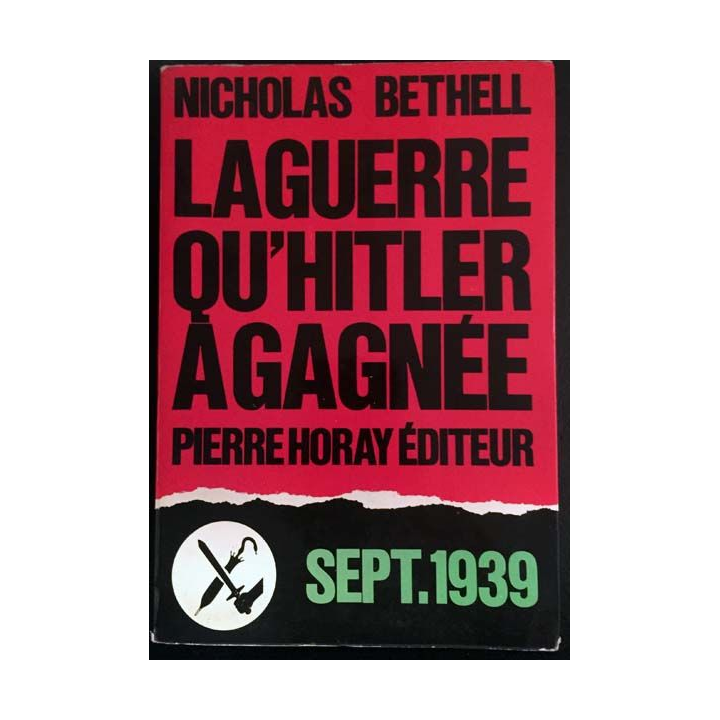 NICHOLAS BETHELL
LA GUERRE
QU'HITLER
A GAGNÉE
PIERRE HORAY ÉDITEUR
SEPT.1939